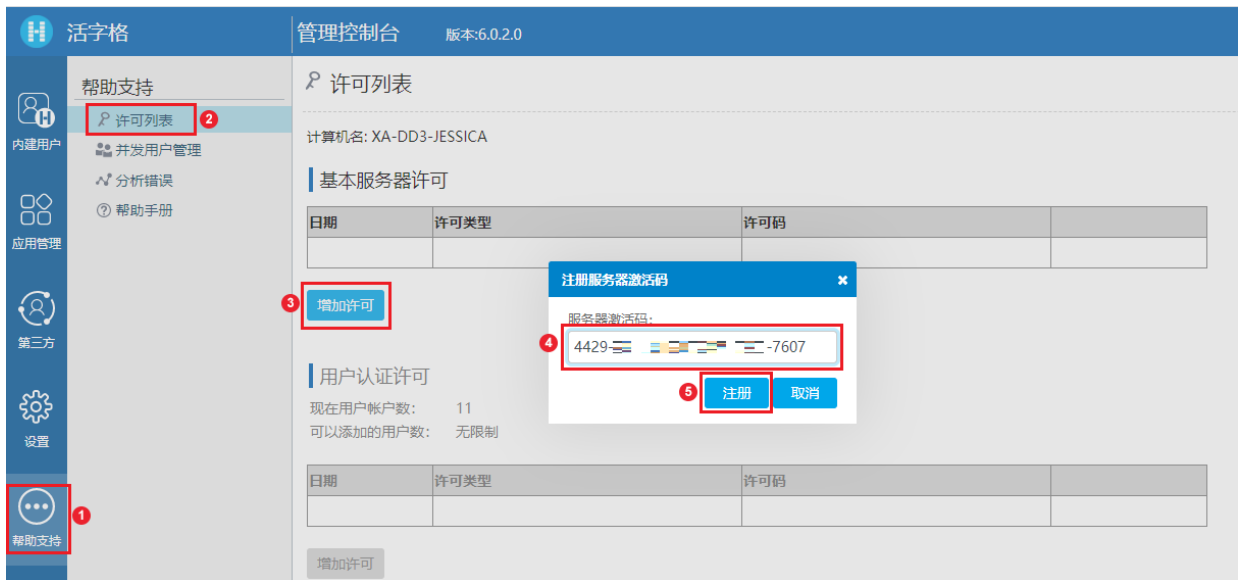 活字格
管理控制台 版本:6.0.2.0
内建用户
应用管理
第三方
设置
帮助支持
1
帮助支持
许可列表 2
并发用户管理
分析错误
帮助手册
许可列表
计算机名: XA-DD3-JESSICA
基本服务器许可
日期 许可类型 许可码
3 增加许可
注册服务器激活码
服务器激活码:
4 4429- -7607
5 注册 取消
用户认证许可
现在用户帐户数: 11
可以添加的用户数: 无限制
日期 许可类型 许可码
增加许可